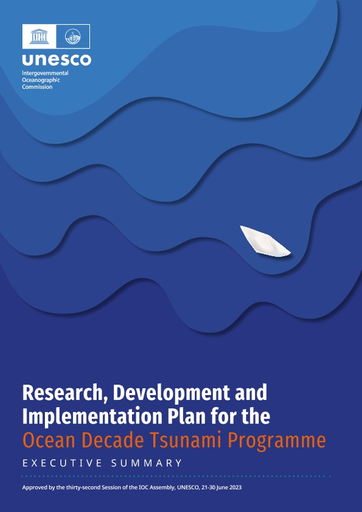 unesco
Intergovernmental
Oceanographic
Commission
Research, Development and
Implementation Plan for the
Ocean Decade Tsunami Programme
EXECUTIVE SUMMARY
Approved by the thirty-second Session of the IOC Assembly, UNESCO, 21-30 June 2023